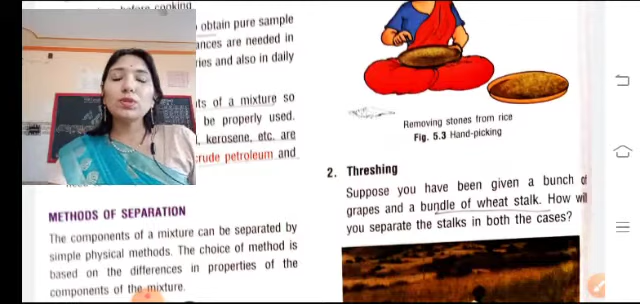 before cooking.
obtain pure sample
ances are needed in
ries and also in daily
ts of a mixture so
be properly used.
kerosene, etc. are
crude petroleum and
METHODS OF SEPARATION
The components of a mixture can be separated by
simple physical methods. The choice of method is
based on the differences in properties of the
components of the mixture.
Removing stones from rice
Fig. 5.3 Hand-picking
2. Threshing
Suppose you have been given a bunch of
grapes and a bundle of wheat stalk. How will
you separate the stalks in both the cases?